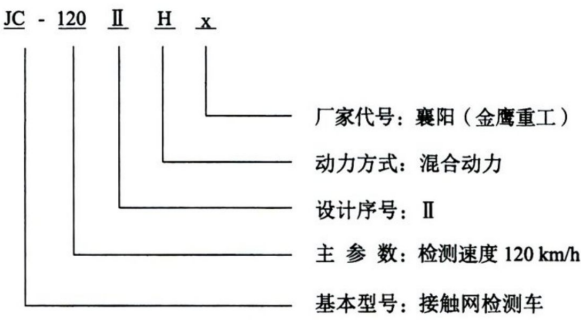 JC - 120 Ⅱ H x
厂家代号：襄阳（金鹰重工）
动力方式：混合动力
设计序号：Ⅱ
主 参 数：检测速度 120 km/h
基本型号：接触网检测车